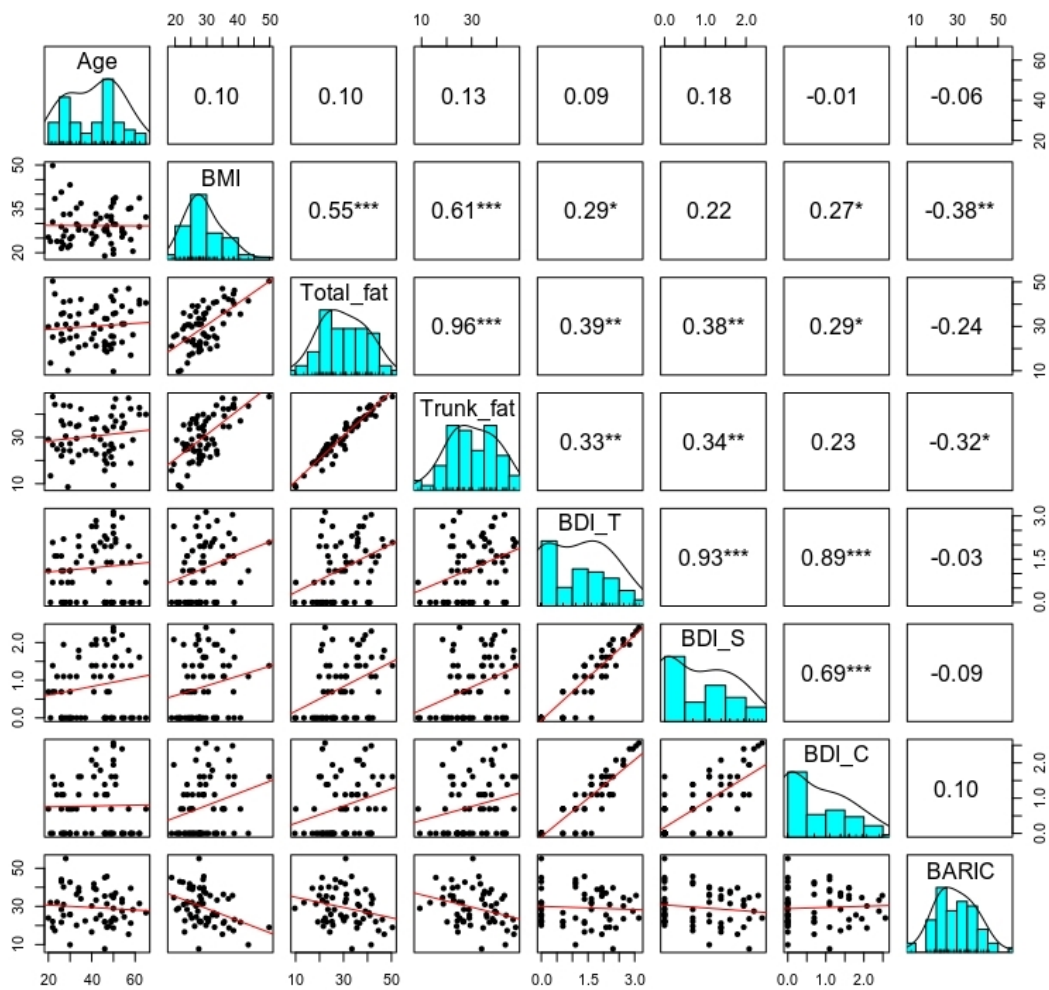 20 30 40 50
10 30
0.0 1.0 2.0
10 30 50
Age
0.10
0.10
0.13
0.09
0.18
-0.01
-0.06
20 40 60
20 35 50
BMI
0.55***
0.61***
0.29*
0.22
0.27*
-0.38**
Total_fat
0.96***
0.39**
0.38**
0.29*
-0.24
10 30 50
10 30
Trunk_fat
0.33**
0.34**
0.23
-0.32*
BDI_T
0.93***
0.89***
-0.03
0.0 1.5 3.0
0.0 1.0 2.0
BDI_S
0.69***
-0.09
BDI_C
0.10
0.0 1.0 2.0
10 30 50
BARIC
20 40 60
10 30 50
0.0 1.5 3.0
0.0 1.0 2.0